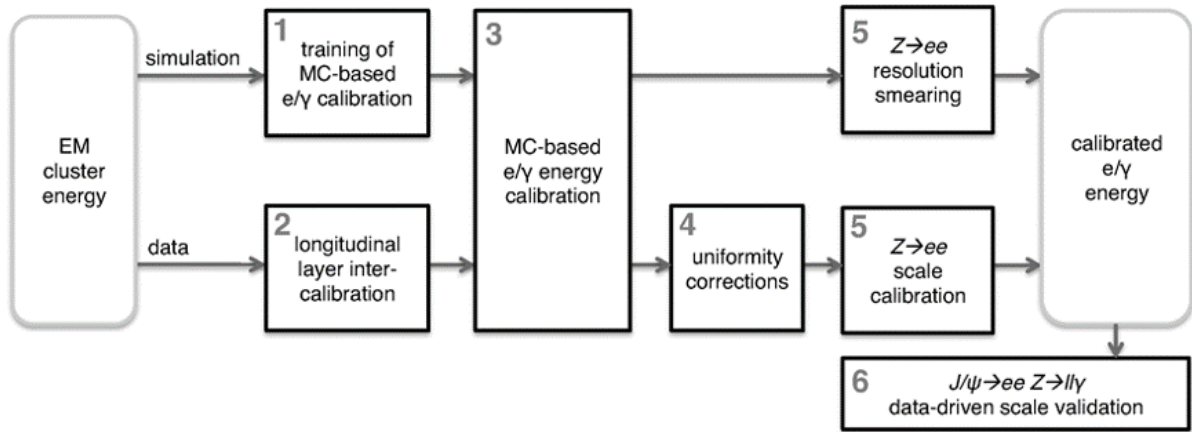 EM
cluster
energy
simulation
data
1
training of
MC-based
e/γ calibration
2
longitudinal
layer inter-
calibration
3
MC-based
e/γ energy
calibration
4
uniformity
corrections
5
Z→ee
resolution
smearing
5
Z→ee
scale
calibration
calibrated
e/γ
energy
6
J/ψ→ee Z→llγ
data-driven scale validation